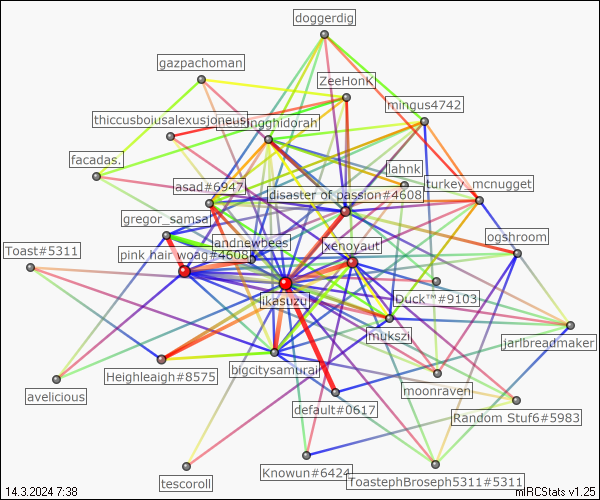 doggerdig
gazpachoman
ZeeHonK
mingus4742
thiccusboiusalexusjoneus
facadas.
lahnk
asad#6947
disaster of passion#4608
turkey_mcnugget
gregor_samsa
andnewbees
xenoyaut
ogshroom
Toast#5311
pink hair woag#4608
ikasuzu
Duck™#9103
mukszi
jarlbreadmaker
Heighleigh#8575
bigcitysamurai
moonraven
avelicious
default#0617
Random Stuf6#5983
tescoroll
Knowun#6424
ToastephBroseph5311#5311
14.3.2024 7:38
mIRCStats v1.25